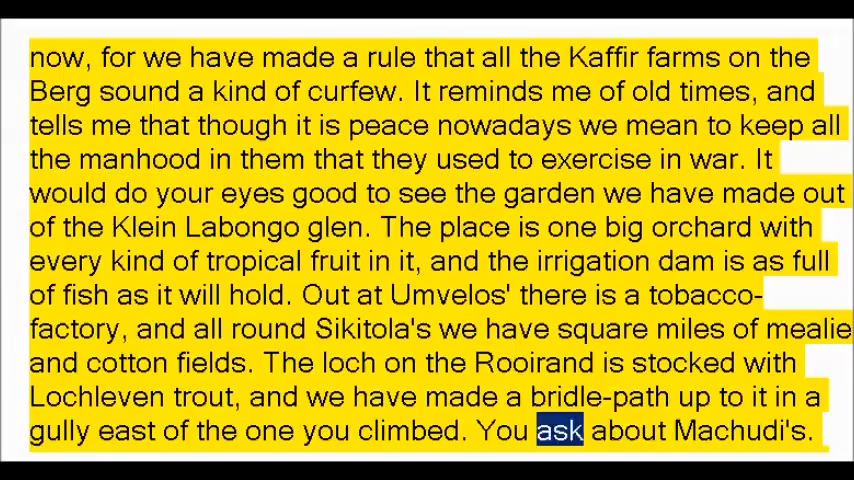 now, for we have made a rule that all the Kaffir farms on the
Berg sound a kind of curfew. It reminds me of old times, and
tells me that though it is peace nowadays we mean to keep all
the manhood in them that they used to exercise in war. It
would do your eyes good to see the garden we have made out
of the Klein Labongo glen. The place is one big orchard with
every kind of tropical fruit in it, and the irrigation dam is as full
of fish as it will hold. Out at Umvelos' there is a tobacco-
factory, and all round Sikitola's we have square miles of mealie
and cotton fields. The loch on the Rooirand is stocked with
Lochleven trout, and we have made a bridle-path up to it in a
gully east of the one you climbed. You ask about Machudi's.